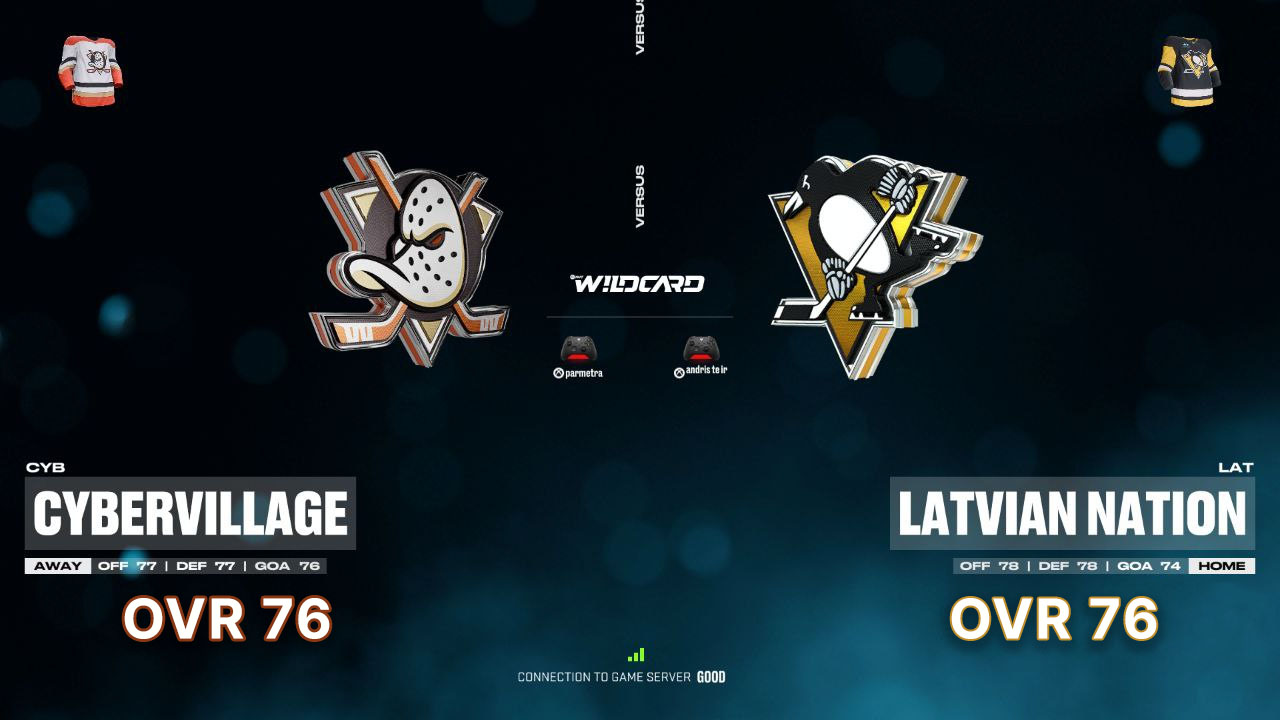 VERSUS
VERSUS
W!LDCARD
parmetra
andris te ir
CYB
CYBERVILLAGE
AWAY OFF 77 | DEF 77 | GOA 76
OVR 76
LAT
LATVIAN NATION
OFF 78 | DEF 78 | GOA 74 HOME
OVR 76
CONNECTION TO GAME SERVER GOOD